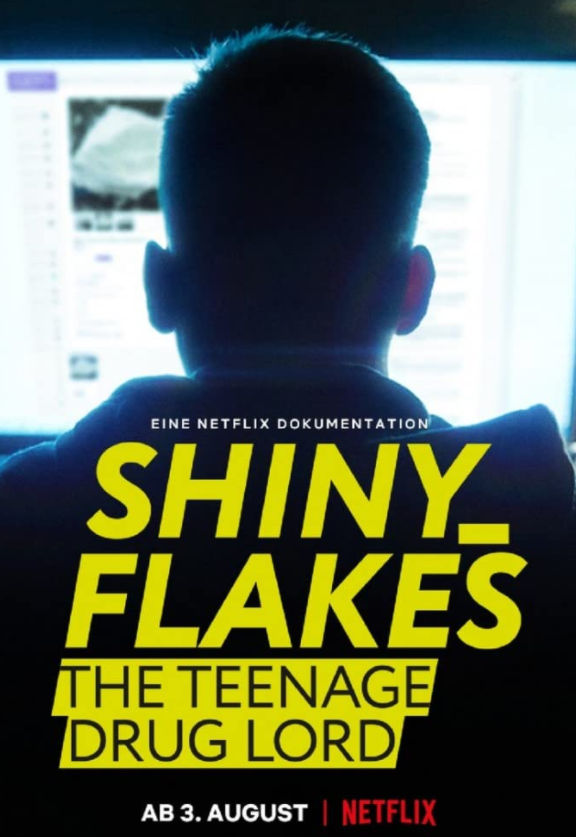 EINE NETFLIX DOKUMENTATION
SHINY_
FLAKES
THE TEENAGE
DRUG LORD
AB 3. AUGUST | NETFLIX